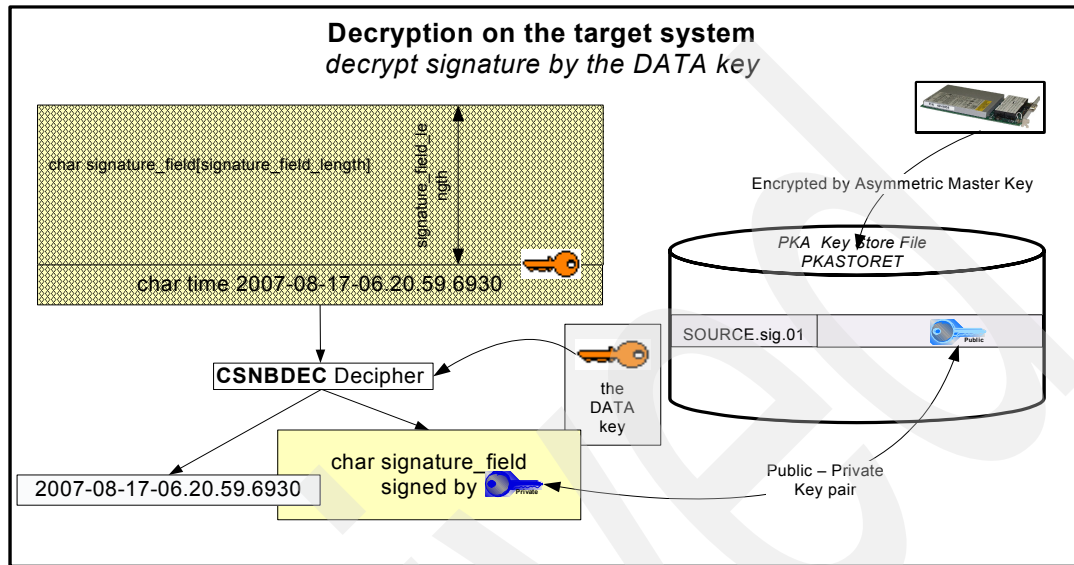 Decryption on the target system
decrypt signature by the DATA key
char signature_field[signature_field_length]
signature_field_le
ngth
char time 2007-08-17-06.20.59.6930
Encrypted by Asymmetric Master Key
PKA Key Store File
PKASTORET
SOURCE.sig.01
Public
CSNBDEC Decipher
the
DATA
key
char signature_field
signed by
Private
2007-08-17-06.20.59.6930
Public – Private
Key pair